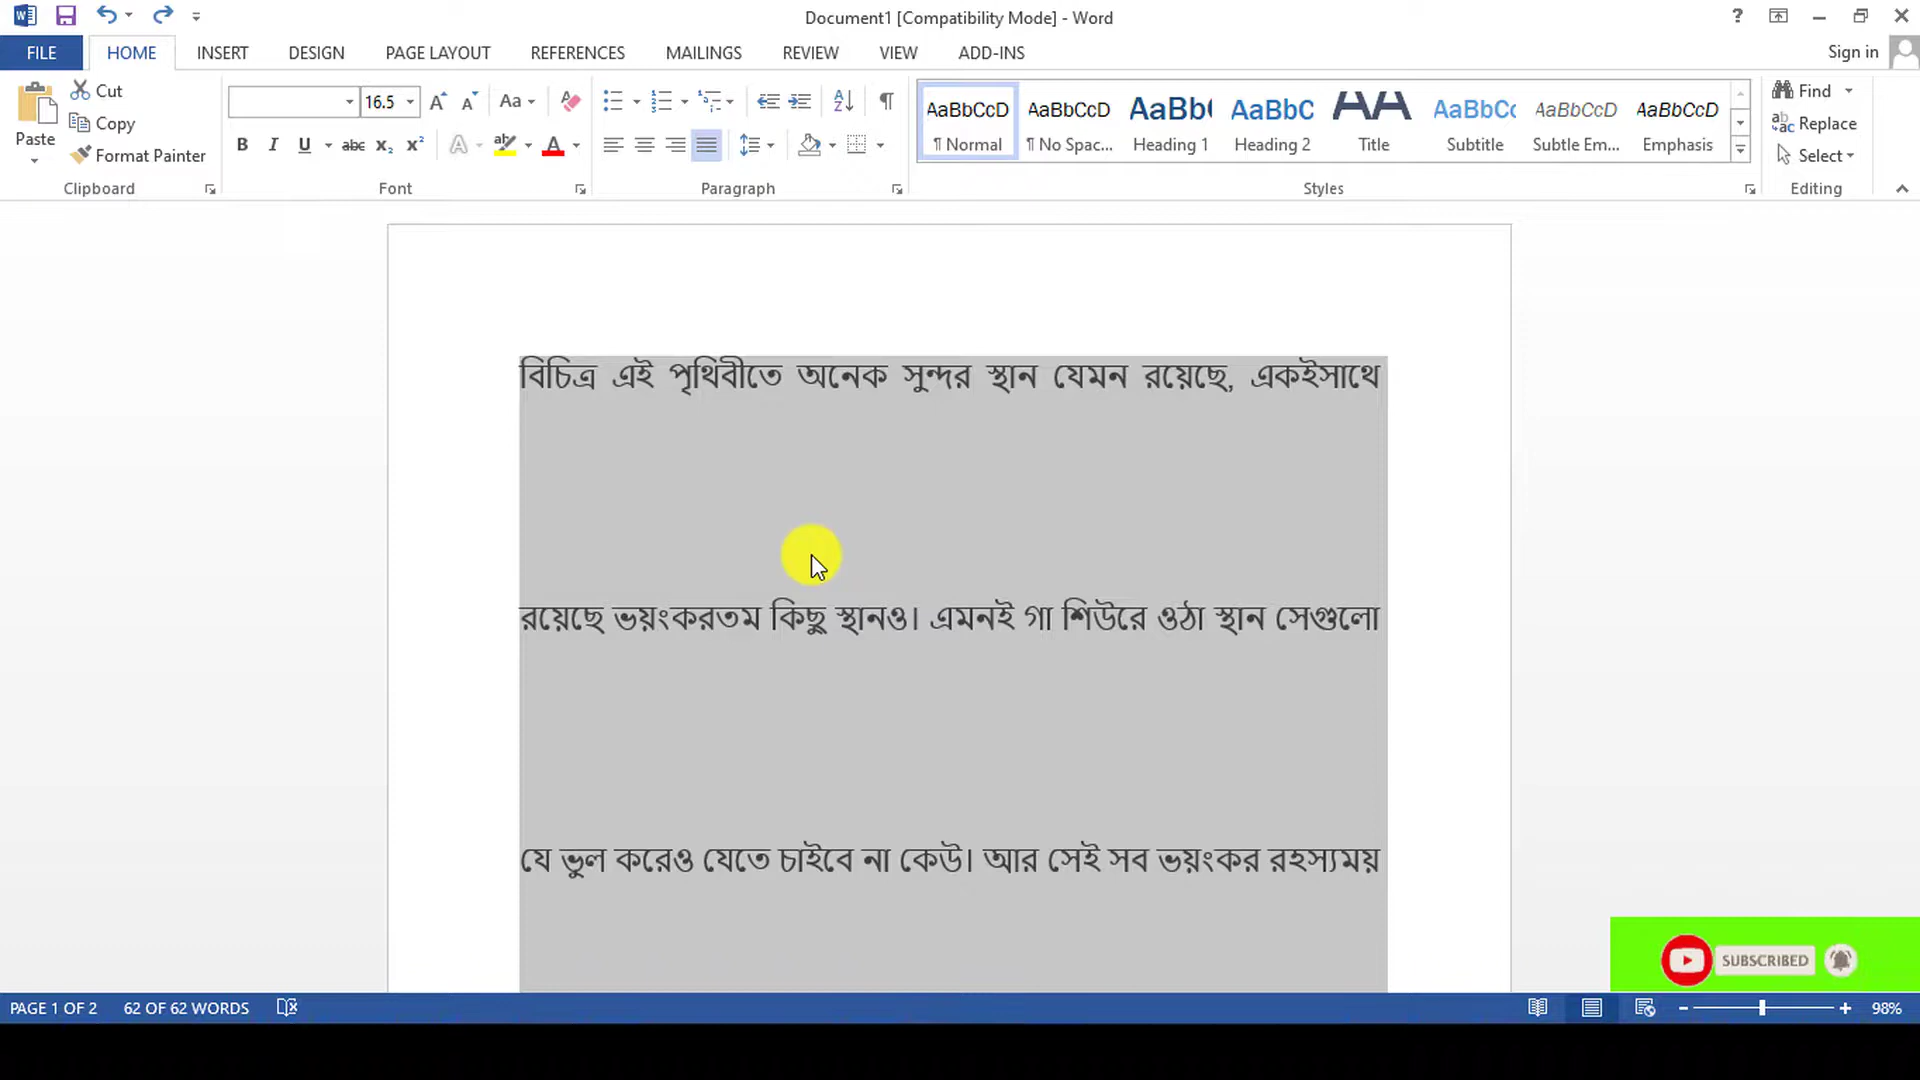 Document1 [Compatibility Mode] - Word
?
FILE HOME INSERT DESIGN PAGE LAYOUT REFERENCES MAILINGS REVIEW VIEW ADD-INS Sign in
Paste
Cut
Copy
Format Painter
Clipboard
16.5
Aa
B I U abc X₂ X² A ab A
Font
Paragraph
AaBbCcD AaBbCcD AaBb( AaBbC AA AaBbCc AaBbCcD AaBbCcD
¶ Normal ¶ No Spac... Heading 1 Heading 2 Title Subtitle Subtle Em... Emphasis
Styles
Find
Replace
Select
Editing
বিচিত্র এই পৃথিবীতে অনেক সুন্দর স্থান যেমন রয়েছে, একইসাথে
রয়েছে ভয়ংকরতম কিছু স্থানও। এমনই গা শিউরে ওঠা স্থান সেগুলো
যে ভুল করেও যেতে চাইবে না কেউ। আর সেই সব ভয়ংকর রহস্যময়
SUBSCRIBED
PAGE 1 OF 2 62 OF 62 WORDS 98%